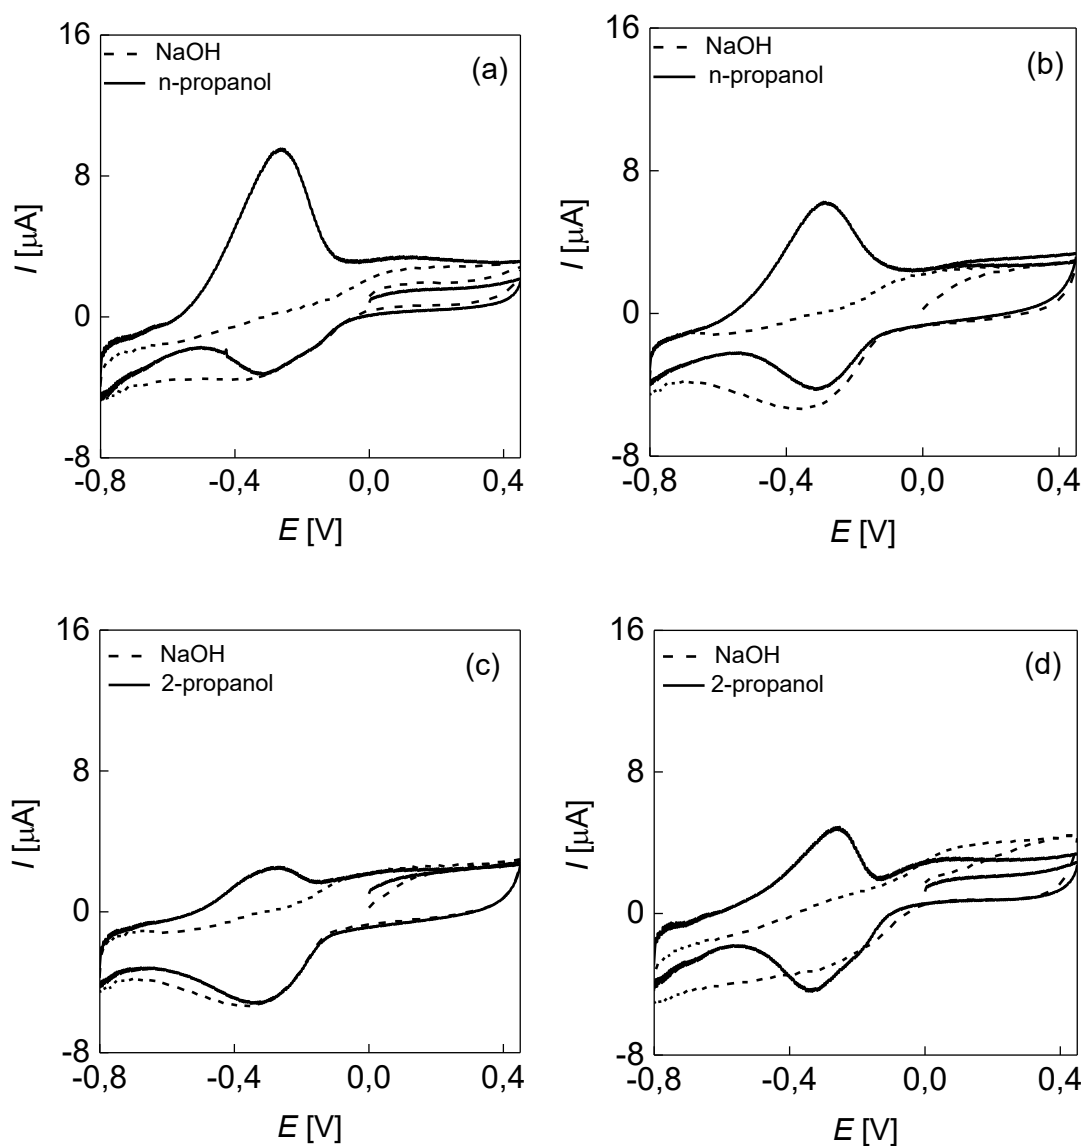 16
NaOH
n-propanol
(a)
8
I [μA]
0
-8
-0,8
-0,4
0,0
0,4
E [V]
16
NaOH
n-propanol
(b)
8
I [μA]
0
-8
-0,8
-0,4
0,0
0,4
E [V]
16
NaOH
2-propanol
(c)
8
I [μA]
0
-8
-0,8
-0,4
0,0
0,4
E [V]
16
NaOH
2-propanol
(d)
8
I [μA]
0
-8
-0,8
-0,4
0,0
0,4
E [V]